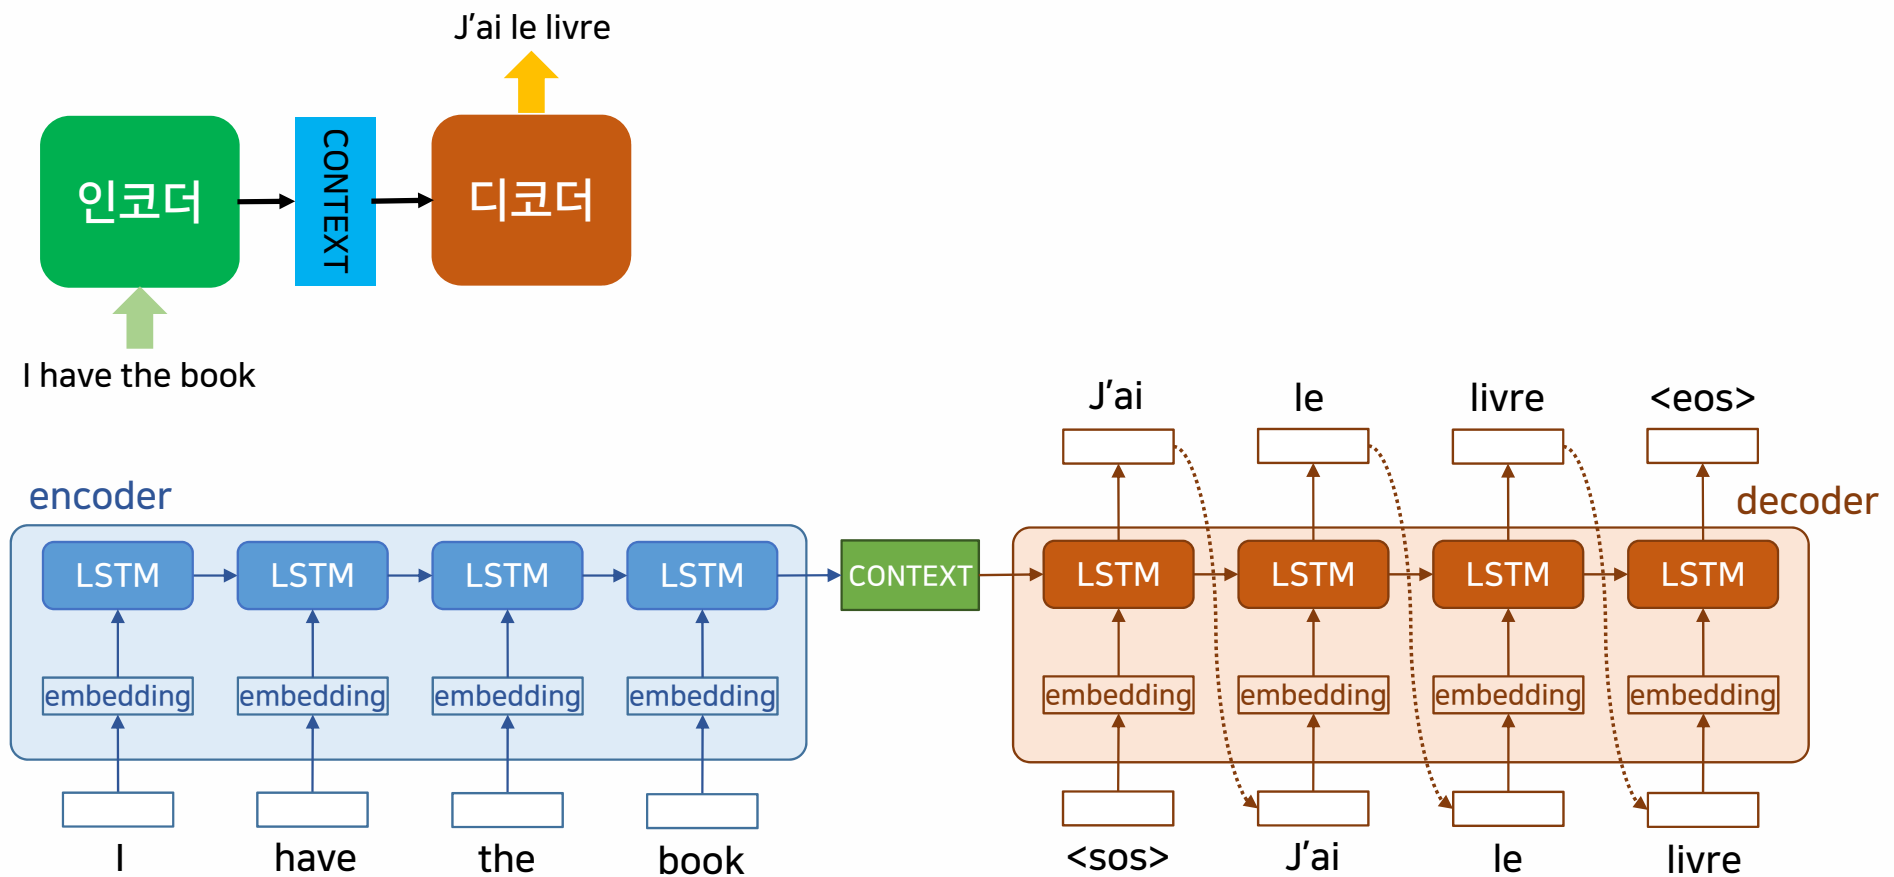 J'ai le livre
인코더
CONTEXT
디코더
I have the book
J'ai le livre <eos>
encoder
decoder
LSTM LSTM LSTM LSTM CONTEXT LSTM LSTM LSTM LSTM
embedding embedding embedding embedding embedding embedding embedding embedding
I have the book <sos> J'ai le livre